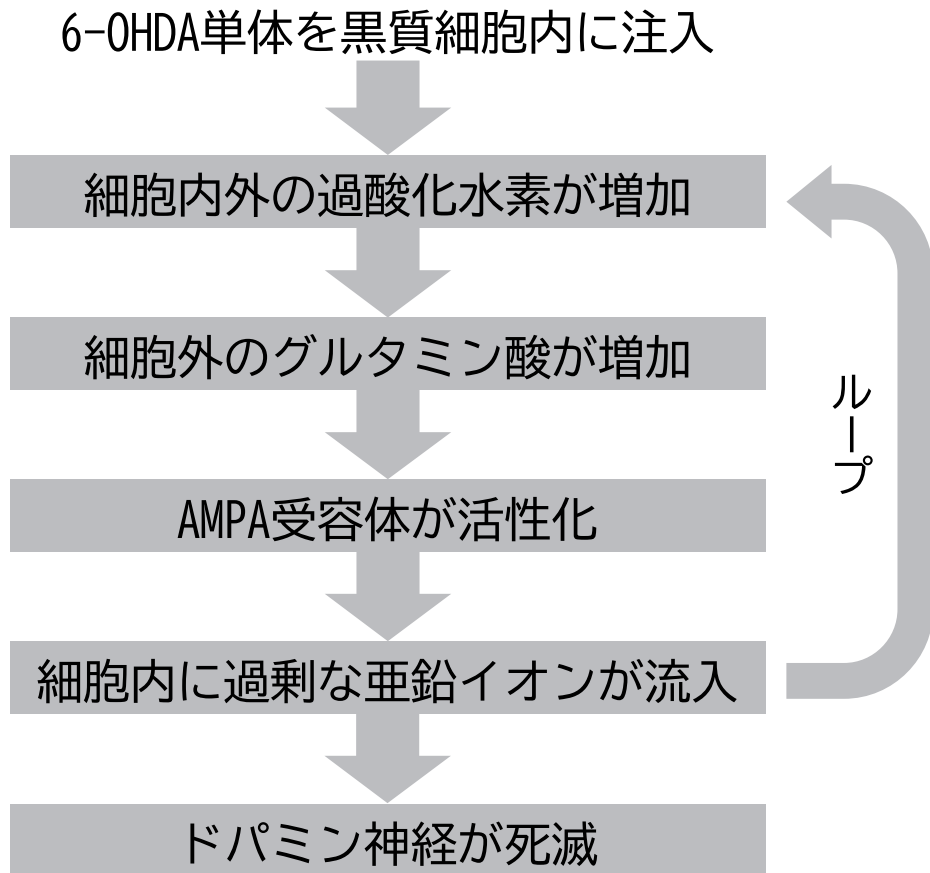 6-OHDA単体を黒質細胞内に注入
細胞内外の過酸化水素が増加
細胞外のグルタミン酸が増加
AMPA受容体が活性化
細胞内に過剰な亜鉛イオンが流入
ドパミン神経が死滅
ループ